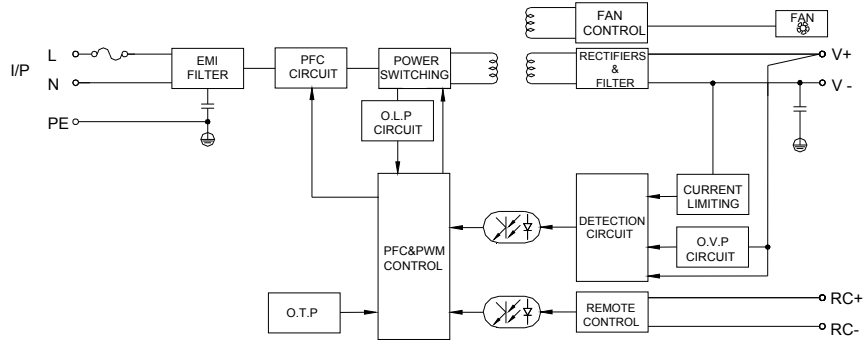 I/P
L
N
PE
EMI
FILTER
PFC
CIRCUIT
POWER
SWITCHING
O.L.P
CIRCUIT
FAN
CONTROL
FAN
RECTIFIERS
&
FILTER
V+
V -
PFC&PWM
CONTROL
DETECTION
CIRCUIT
CURRENT
LIMITING
O.V.P
CIRCUIT
O.T.P
REMOTE
CONTROL
RC+
RC-